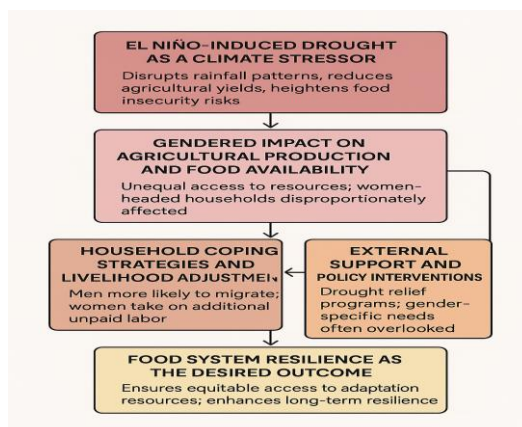 EL NIÑO-INDUCED DROUGHT
AS A CLIMATE STRESSOR
Disrupts rainfall patterns, reduces
agricultural yields, heightens food
insecurity risks
GENDERED IMPACT ON
AGRICULTURAL PRODUCTION
AND FOOD AVAILABILITY
Unequal access to resources; women-
headed households disproportionately
affected
HOUSEHOLD COPING
STRATEGIES AND
LIVELIHOOD ADJUSTMEN
Men more likely to migrate;
women take on additional
unpaid labor
EXTERNAL
SUPPORT AND
POLICY INTERVENTIONS
Drought relief
programs; gender-
specific needs
often overlooked
FOOD SYSTEM RESILIENCE AS
THE DESIRED OUTCOME
Ensures equitable access to adaptation
resources; enhances long-term resilience